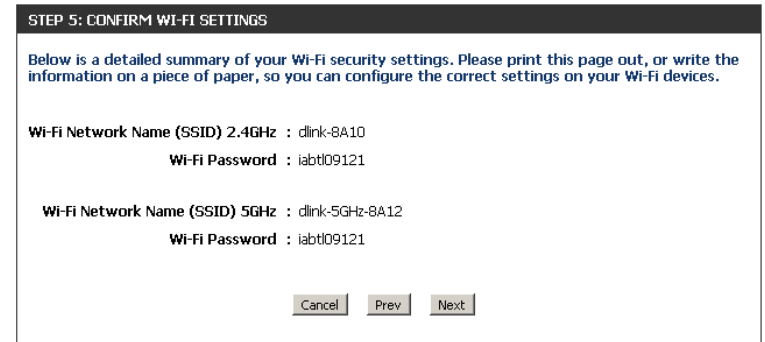 STEP 5: CONFIRM WI-FI SETTINGS
Below is a detailed summary of your Wi-Fi security settings. Please print this page out, or write the
information on a piece of paper, so you can configure the correct settings on your Wi-Fi devices.
Wi-Fi Network Name (SSID) 2.4GHz : dlink-8A10
Wi-Fi Password : iabtl09121
Wi-Fi Network Name (SSID) 5GHz : dlink-5GHz-8A12
Wi-Fi Password : iabtl09121
Cancel Prev Next